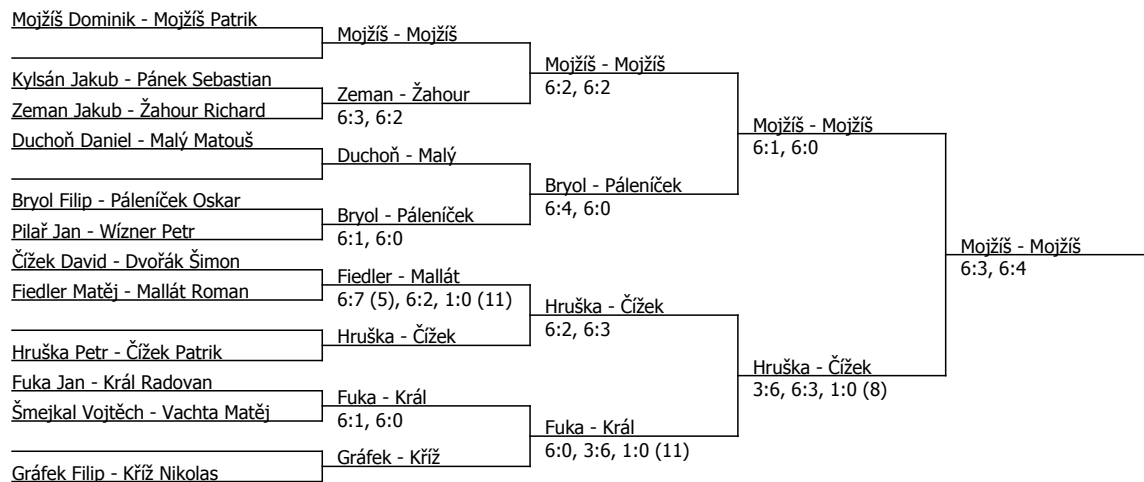 Mojžíš Dominik - Mojžíš Patrik
Kylsán Jakub - Pánek Sebastian
Zeman Jakub - Žahour Richard
Duchoň Daniel - Malý Matouš
Bryol Filip - Páleníček Oskar
Pilař Jan - Wízner Petr
Čížek David - Dvořák Šimon
Fiedler Matěj - Mallát Roman
Hruška Petr - Čížek Patrik
Fuka Jan - Král Radovan
Šmejkal Vojtěch - Vachta Matěj
Gráfek Filip - Kříž Nikolas
Mojžíš - Mojžíš
Zeman - Žahour
6:3, 6:2
Duchoň - Malý
Bryol - Páleníček
6:1, 6:0
Fiedler - Mallát
6:7 (5), 6:2, 1:0 (11)
Hruška - Čížek
Fuka - Král
6:1, 6:0
Gráfek - Kříž
Mojžíš - Mojžíš
6:2, 6:2
Bryol - Páleníček
6:4, 6:0
Hruška - Čížek
6:2, 6:3
Fuka - Král
6:0, 3:6, 1:0 (11)
Mojžíš - Mojžíš
6:1, 6:0
Hruška - Čížek
3:6, 6:3, 1:0 (8)
Mojžíš - Mojžíš
6:3, 6:4